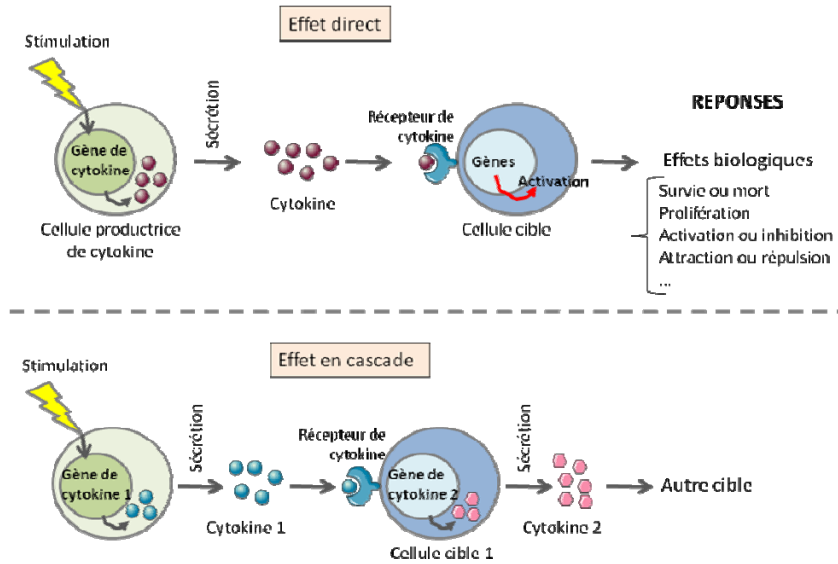 Effet direct
Stimulation
Sécrétion
Gène de
cytokine
Cellule productrice
de cytokine
Cytokine
Récepteur de
cytokine
Gènes
Activation
Cellule cible
REPONSES
Effets biologiques
Survie ou mort
Prolifération
Activation ou inhibition
Attraction ou répulsion
...
Effet en cascade
Stimulation
Sécrétion
Gène de
cytokine 1
Cytokine 1
Récepteur de
cytokine
Gène de
cytokine 2
Cellule cible 1
Sécrétion
Cytokine 2
Autre cible